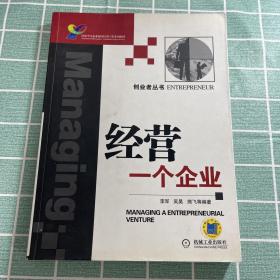 Managing
创业者丛书 ENTREPRENEUR
经营
一个企业
李军 吴昊 熊飞等编著
MANAGING A ENTREPRENEURIAL
VENTURE
机械工业出版社